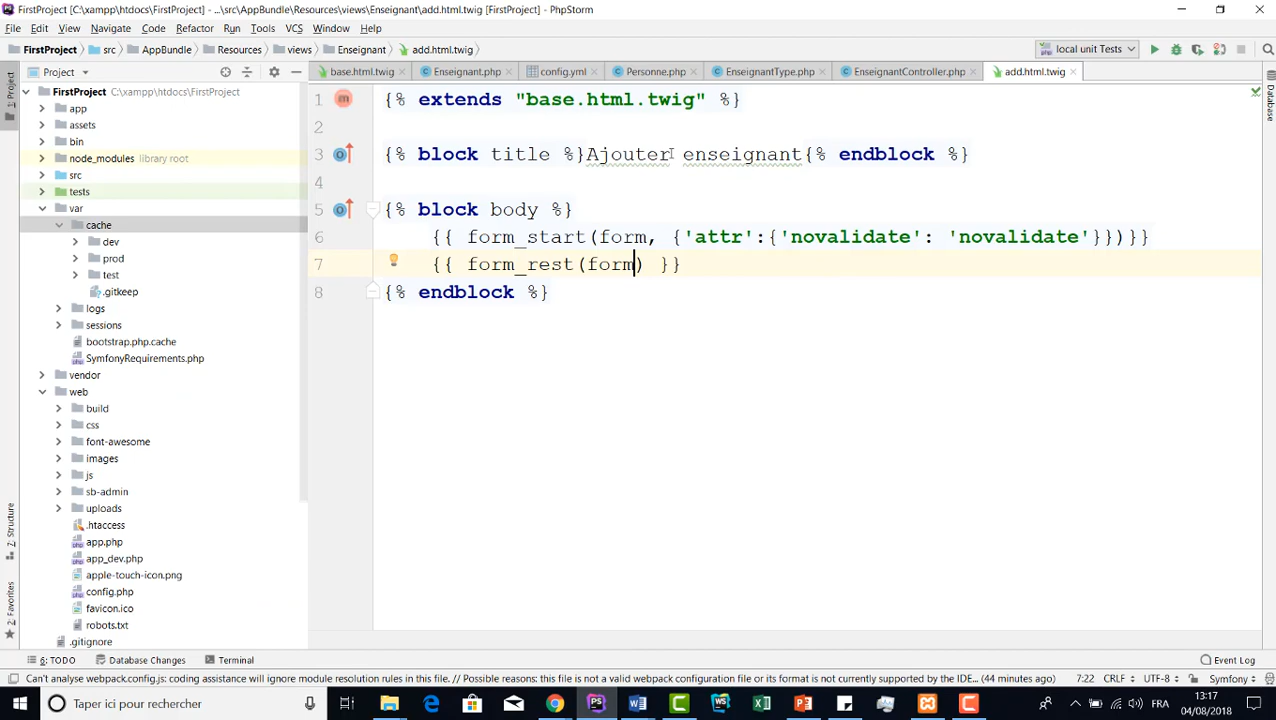 FirstProject [C:\xampp\htdocs\FirstProject] - ...\src\AppBundle\Resources\views\Enseignant\add.html.twig [FirstProject] - PhpStorm
File Edit View Navigate Code Refactor Run Tools VCS Window Help
FirstProject src AppBundle Resources views Enseignant add.html.twig local unit Tests
Project base.html.twig Enseignant.php config.yml Personne.php EnseignantType.php EnseignantController.php add.html.twig
1: Project
Database
FirstProject C:\xampp\htdocs\FirstProject
app
assets
bin
node_modules library root
src
tests
var
cache
dev
prod
test
.gitkeep
logs
sessions
bootstrap.php.cache
SymfonyRequirements.php
vendor
web
build
css
font-awesome
images
js
sb-admin
uploads
.htaccess
app.php
app_dev.php
apple-touch-icon.png
config.php
favicon.ico
robots.txt
.gitignore
7: Structure
2: Favorites
1 {% extends "base.html.twig" %}
2
3 {% block title %}Ajouter enseignant{% endblock %}
4
5 {% block body %}
6 {{ form_start(form, {'attr':{'novalidate': 'novalidate'}})}}
7 {{ form_rest(form) }}
8 {% endblock %}
6: TODO Database Changes Terminal Event Log
Can't analyse webpack.config.js: coding assistance will ignore module resolution rules in this file. // Possible reasons: this file is not a valid webpack configuration file or its format is not currently supported by the IDE... (44 minutes ago) 7:22 CRLF UTF-8 Symfony
Taper ici pour rechercher FRA 13:17
04/08/2018